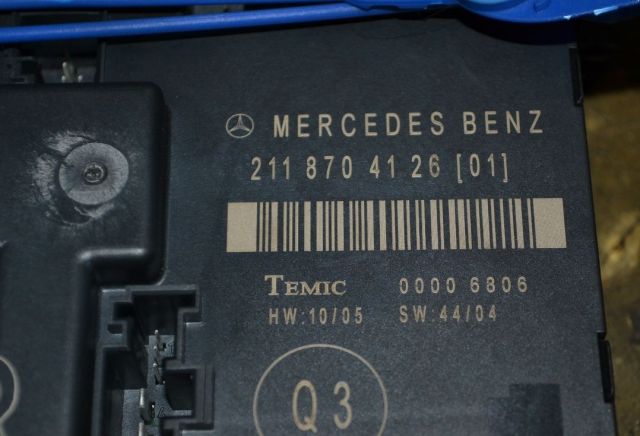 MERCEDES BENZ
211 870 41 26 [01]
TEMIC 0000 6806
HW:10/05 SW:44/04
Q3